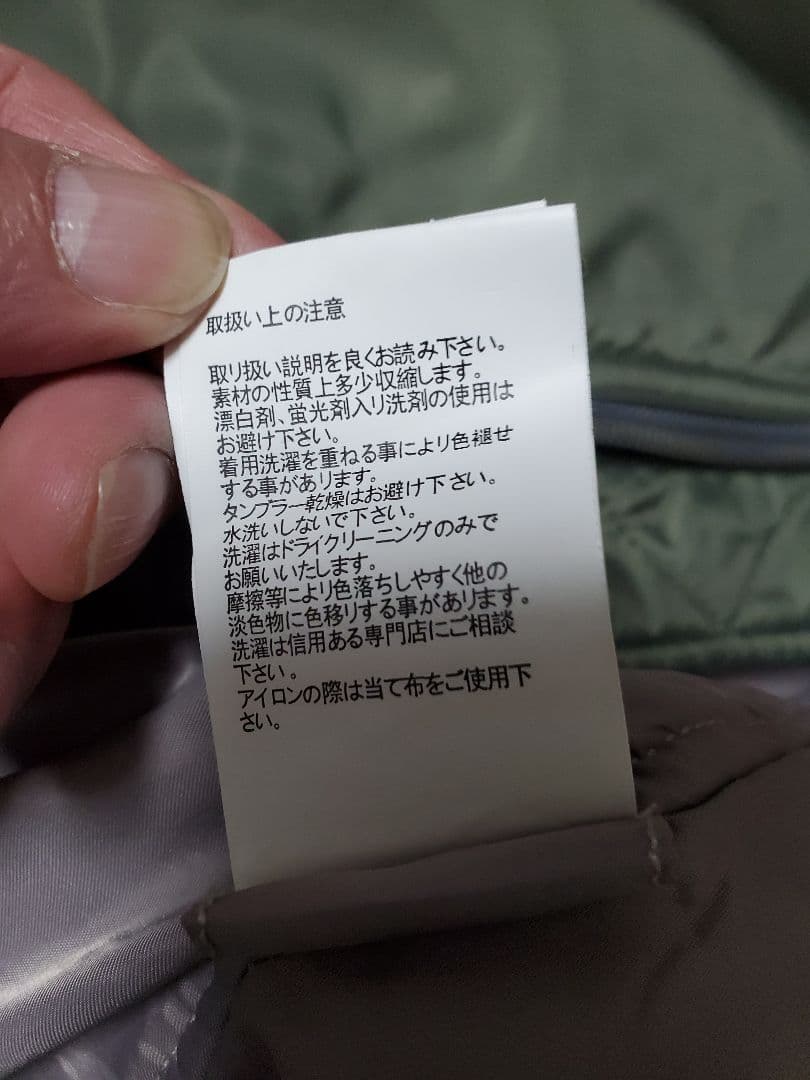 取扱い上の注意
取り扱い説明を良くお読み下さい。
素材の性質上多少収縮します。
漂白剤、蛍光剤入り洗剤の使用は
お避け下さい。
着用洗濯を重ねる事により色褪せ
する事があります。
タンブラー乾燥はお避け下さい。
水洗いしないで下さい。
洗濯はドライクリーニングのみで
お願いいたします。
摩擦等により色落ちしやすく他の
淡色物に色移りする事があります。
洗濯は信用ある専門店にご相談
下さい。
アイロンの際は当て布をご使用下
さい。